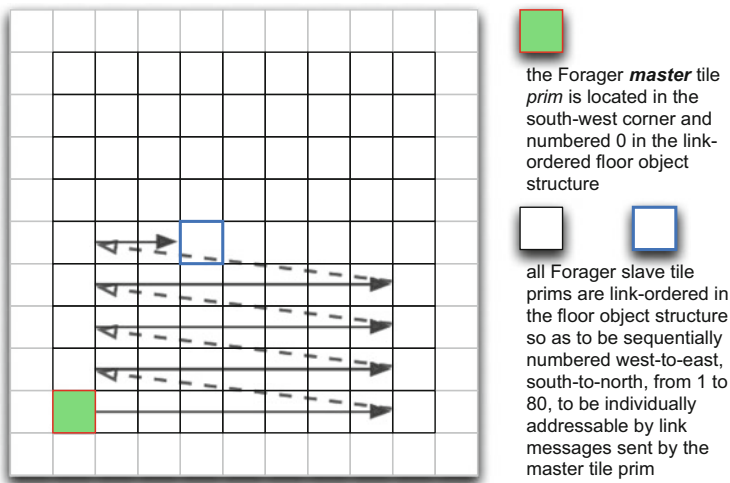 the Forager master tile
prim is located in the
south-west corner and
numbered 0 in the link-
ordered floor object
structure
all Forager slave tile
prims are link-ordered in
the floor object structure
so as to be sequentially
numbered west-to-east,
south-to-north, from 1 to
80, to be individually
addressable by link
messages sent by the
master tile prim